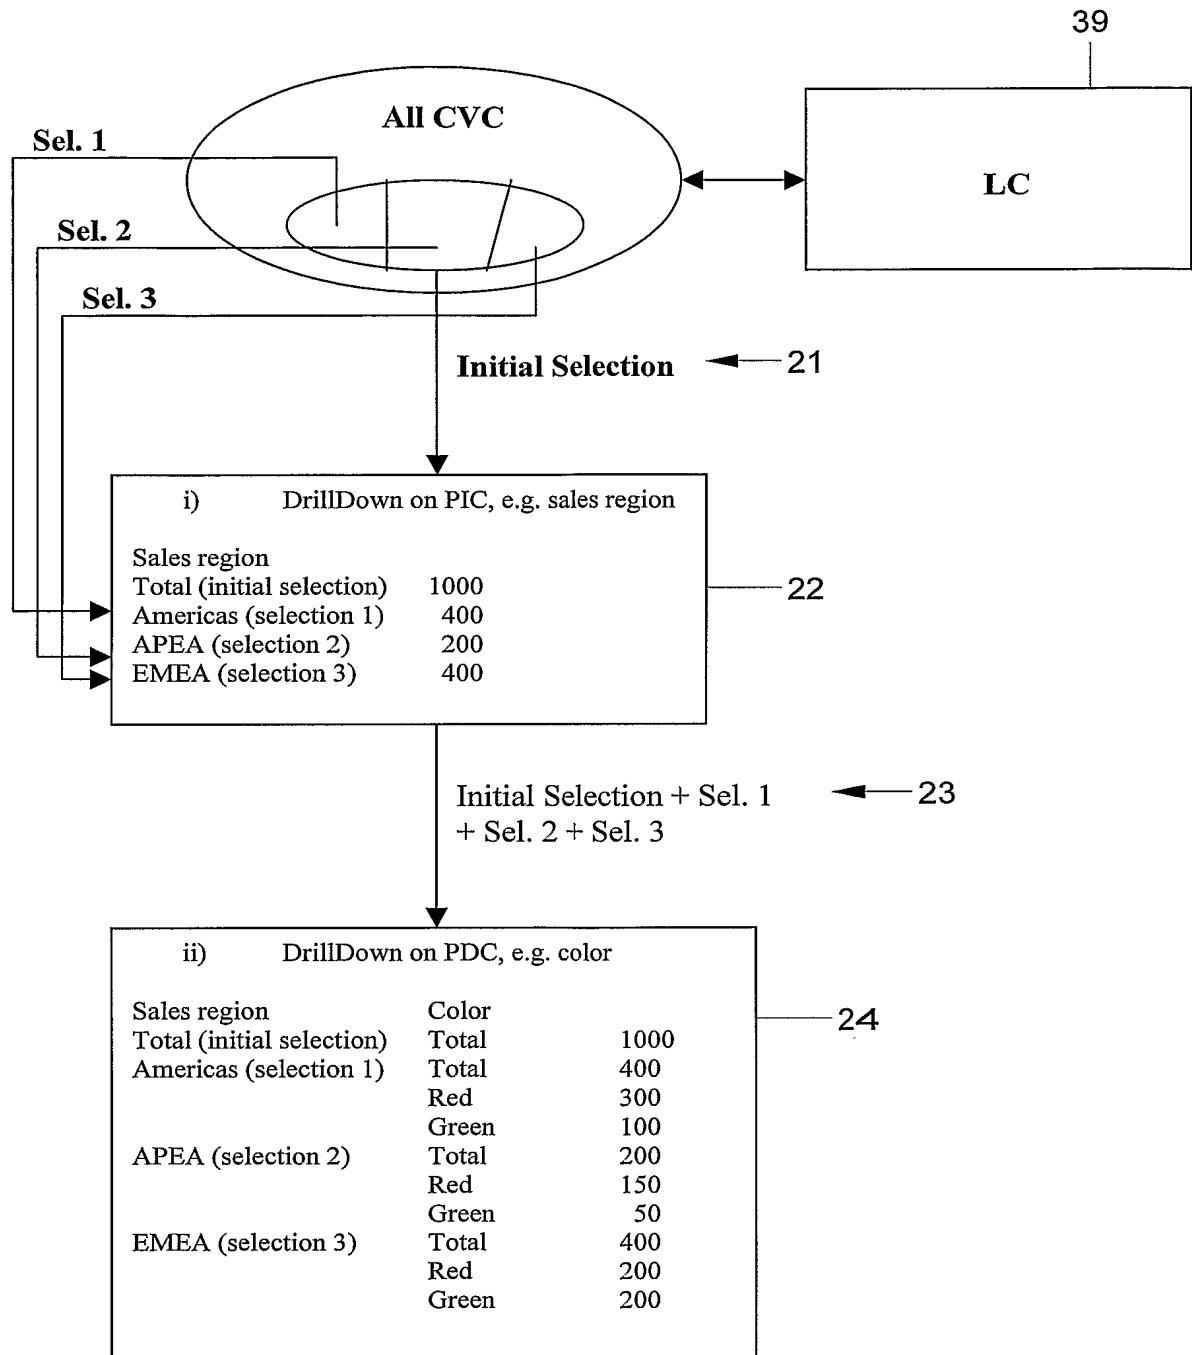 39
All CVC
Sel. 1
LC
Sel. 2
Sel. 3
Initial Selection 21
i) DrillDown on PIC, e.g. sales region
Sales region
Total (initial selection) 1000
22
Americas (selection 1) 400
APEA (selection 2) 200
EMEA (selection 3) 400
Initial Selection + Sel. 1 23
+ Sel. 2 + Sel. 3
ii) DrillDown on PDC, e.g. color
Sales region Color
24
Total (initial selection) Total 1000
Americas (selection 1) Total 400
Red 300
Green 100
APEA (selection 2) Total 200
Red 150
Green 50
EMEA (selection 3) Total 400
Red 200
Green 200